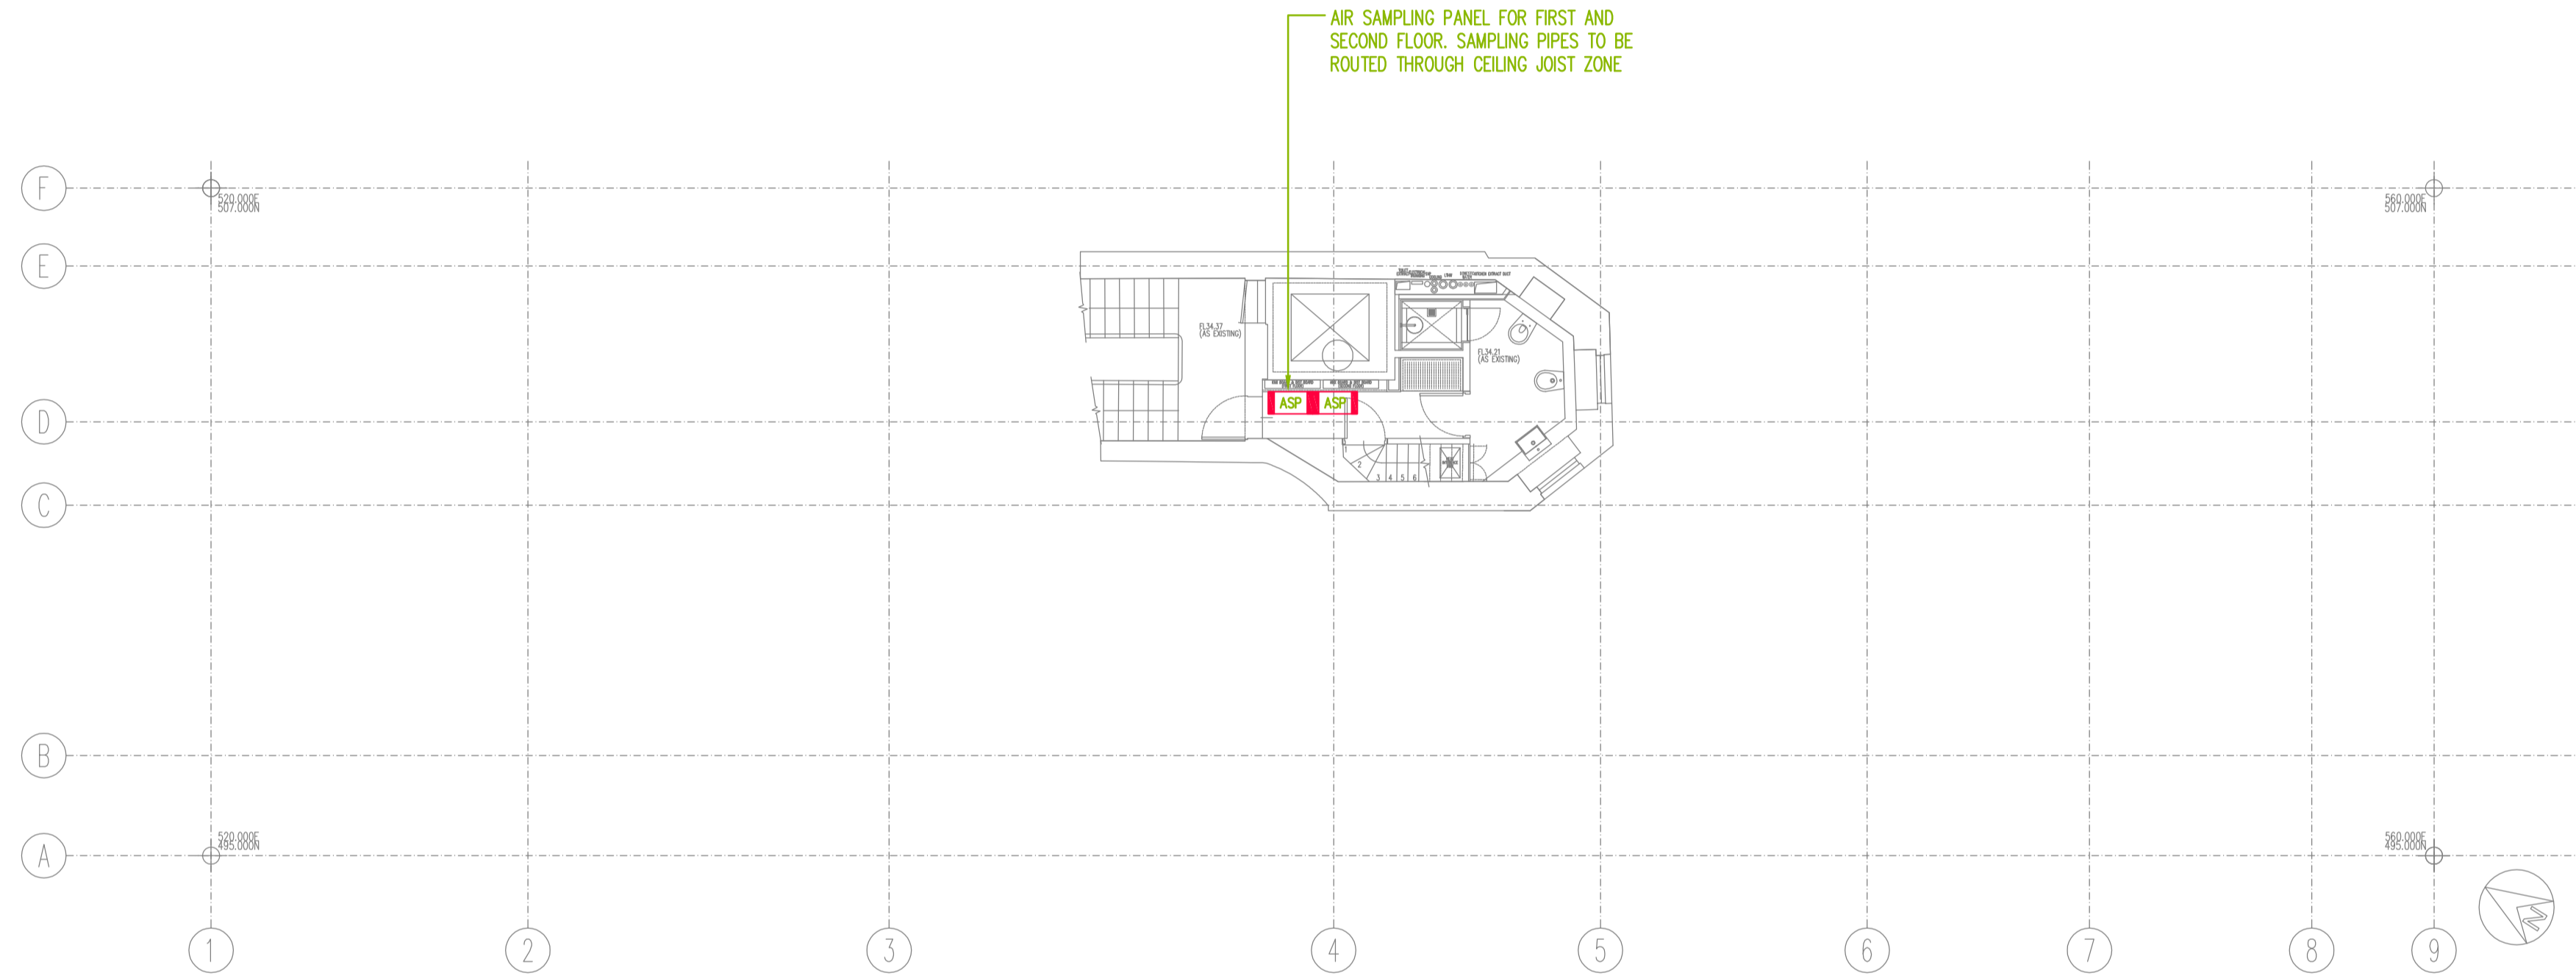 AIR SAMPLING PANEL FOR FIRST AND
SECOND FLOOR. SAMPLING PIPES TO BE
ROUTED THROUGH CEILING JOIST ZONE
F
520.000E
507.000N
560.000E
507.000N
E
FL34.37
(AS EXISTING)
FL34.21
(AS EXISTING)
ASP
ASP
D
2
3
4
5
6
C
B
520.000E
495.000N
560.000E
495.000N
A
N
1
2
3
4
5
6
7
8
9